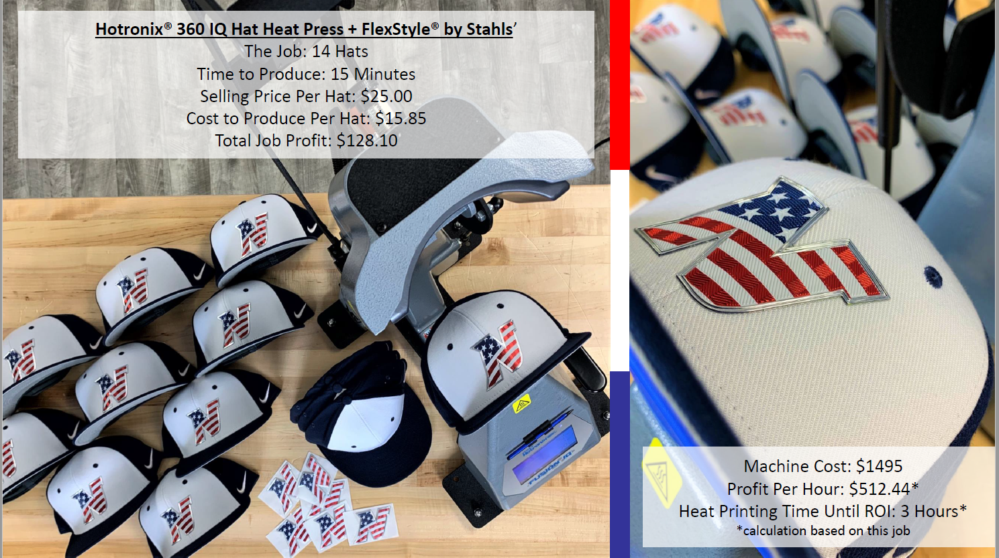 Hotronix® 360 IQ Hat Heat Press + FlexStyle® by Stahls’
The Job: 14 Hats
Time to Produce: 15 Minutes
Selling Price Per Hat: $25.00
Cost to Produce Per Hat: $15.85
Total Job Profit: $128.10
N
FUSION IQ
Machine Cost: $1495
Profit Per Hour: $512.44*
Heat Printing Time Until ROI: 3 Hours*
*calculation based on this job